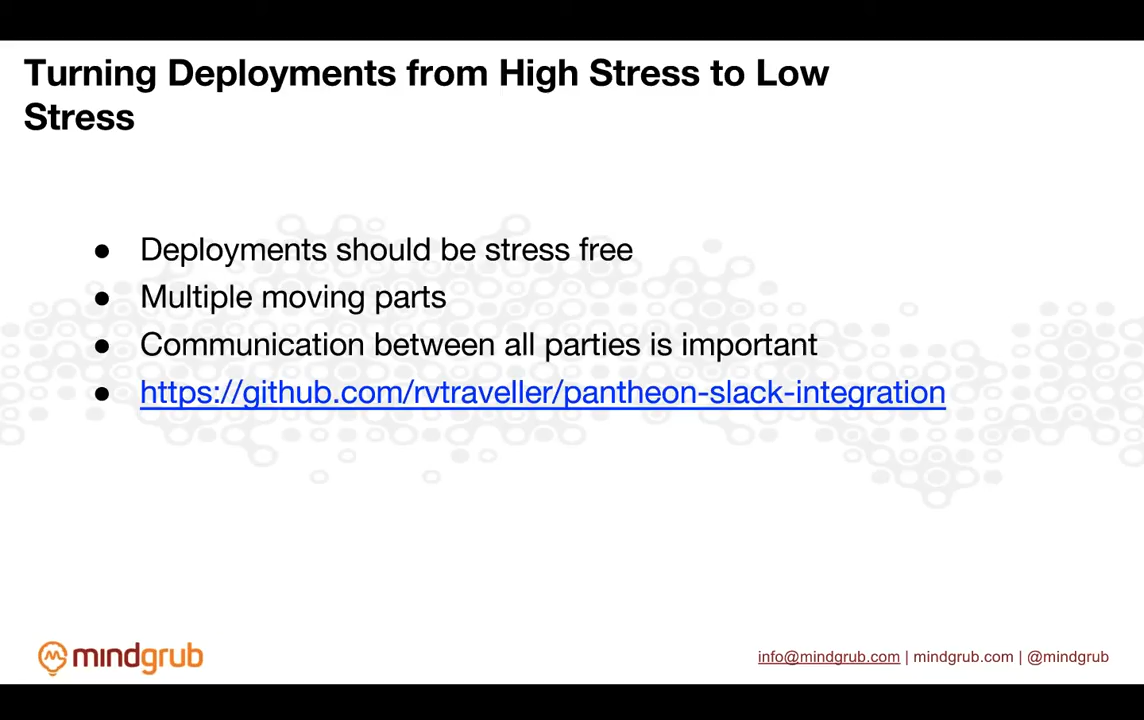 Turning Deployments from High Stress to Low
Stress
● Deployments should be stress free
● Multiple moving parts
● Communication between all parties is important
● https://github.com/rvtraveller/pantheon-slack-integration
mindgrub
info@mindgrub.com | mindgrub.com | @mindgrub